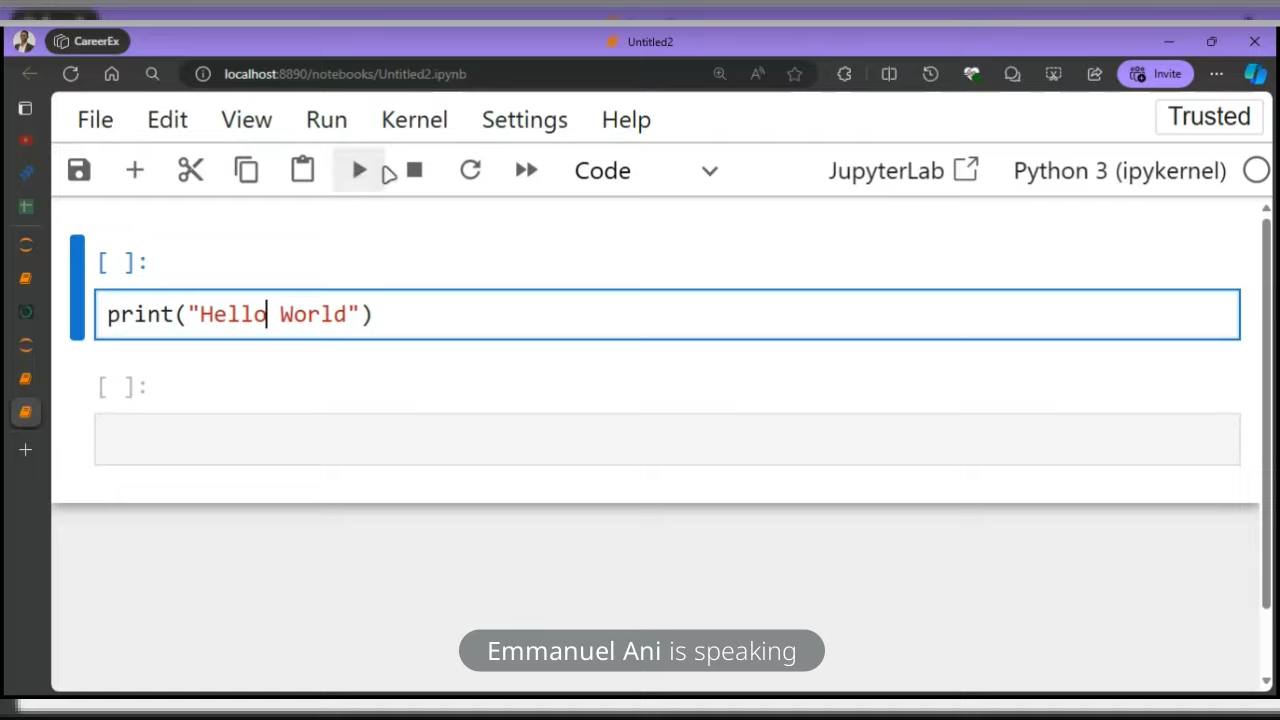 CareerEx
Untitled2
localhost:8890/notebooks/Untitled2.ipynb
Invite
File Edit View Run Kernel Settings Help
Trusted
Code
JupyterLab
Python 3 (ipykernel)
[ ]:
print("Hello World")
[ ]:
Emmanuel Ani is speaking